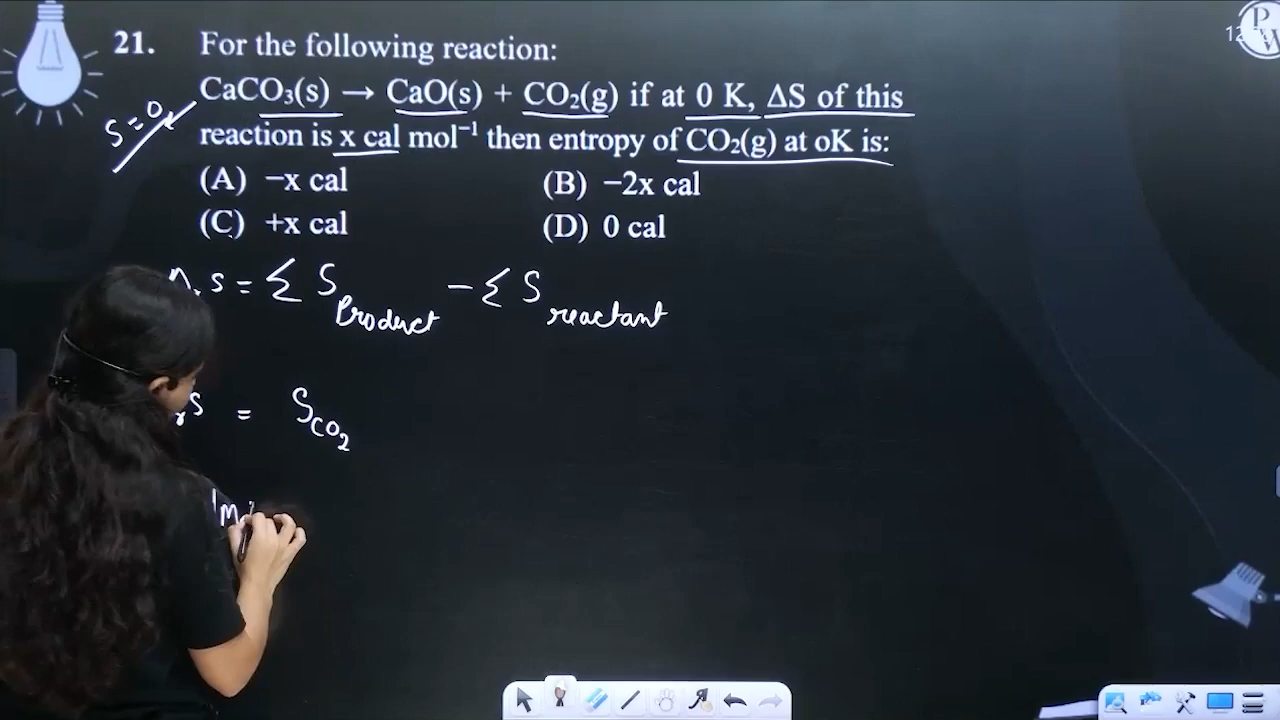 21. For the following reaction:
CaCO₃(s) → CaO(s) + CO₂(g) if at 0 K, ΔS of this
reaction is x cal mol⁻¹ then entropy of CO₂(g) at oK is:
S=0
(A) −x cal (B) −2x cal
(C) +x cal (D) 0 cal
S = Σ S Product − Σ S reactant
S = S CO₂
P
W